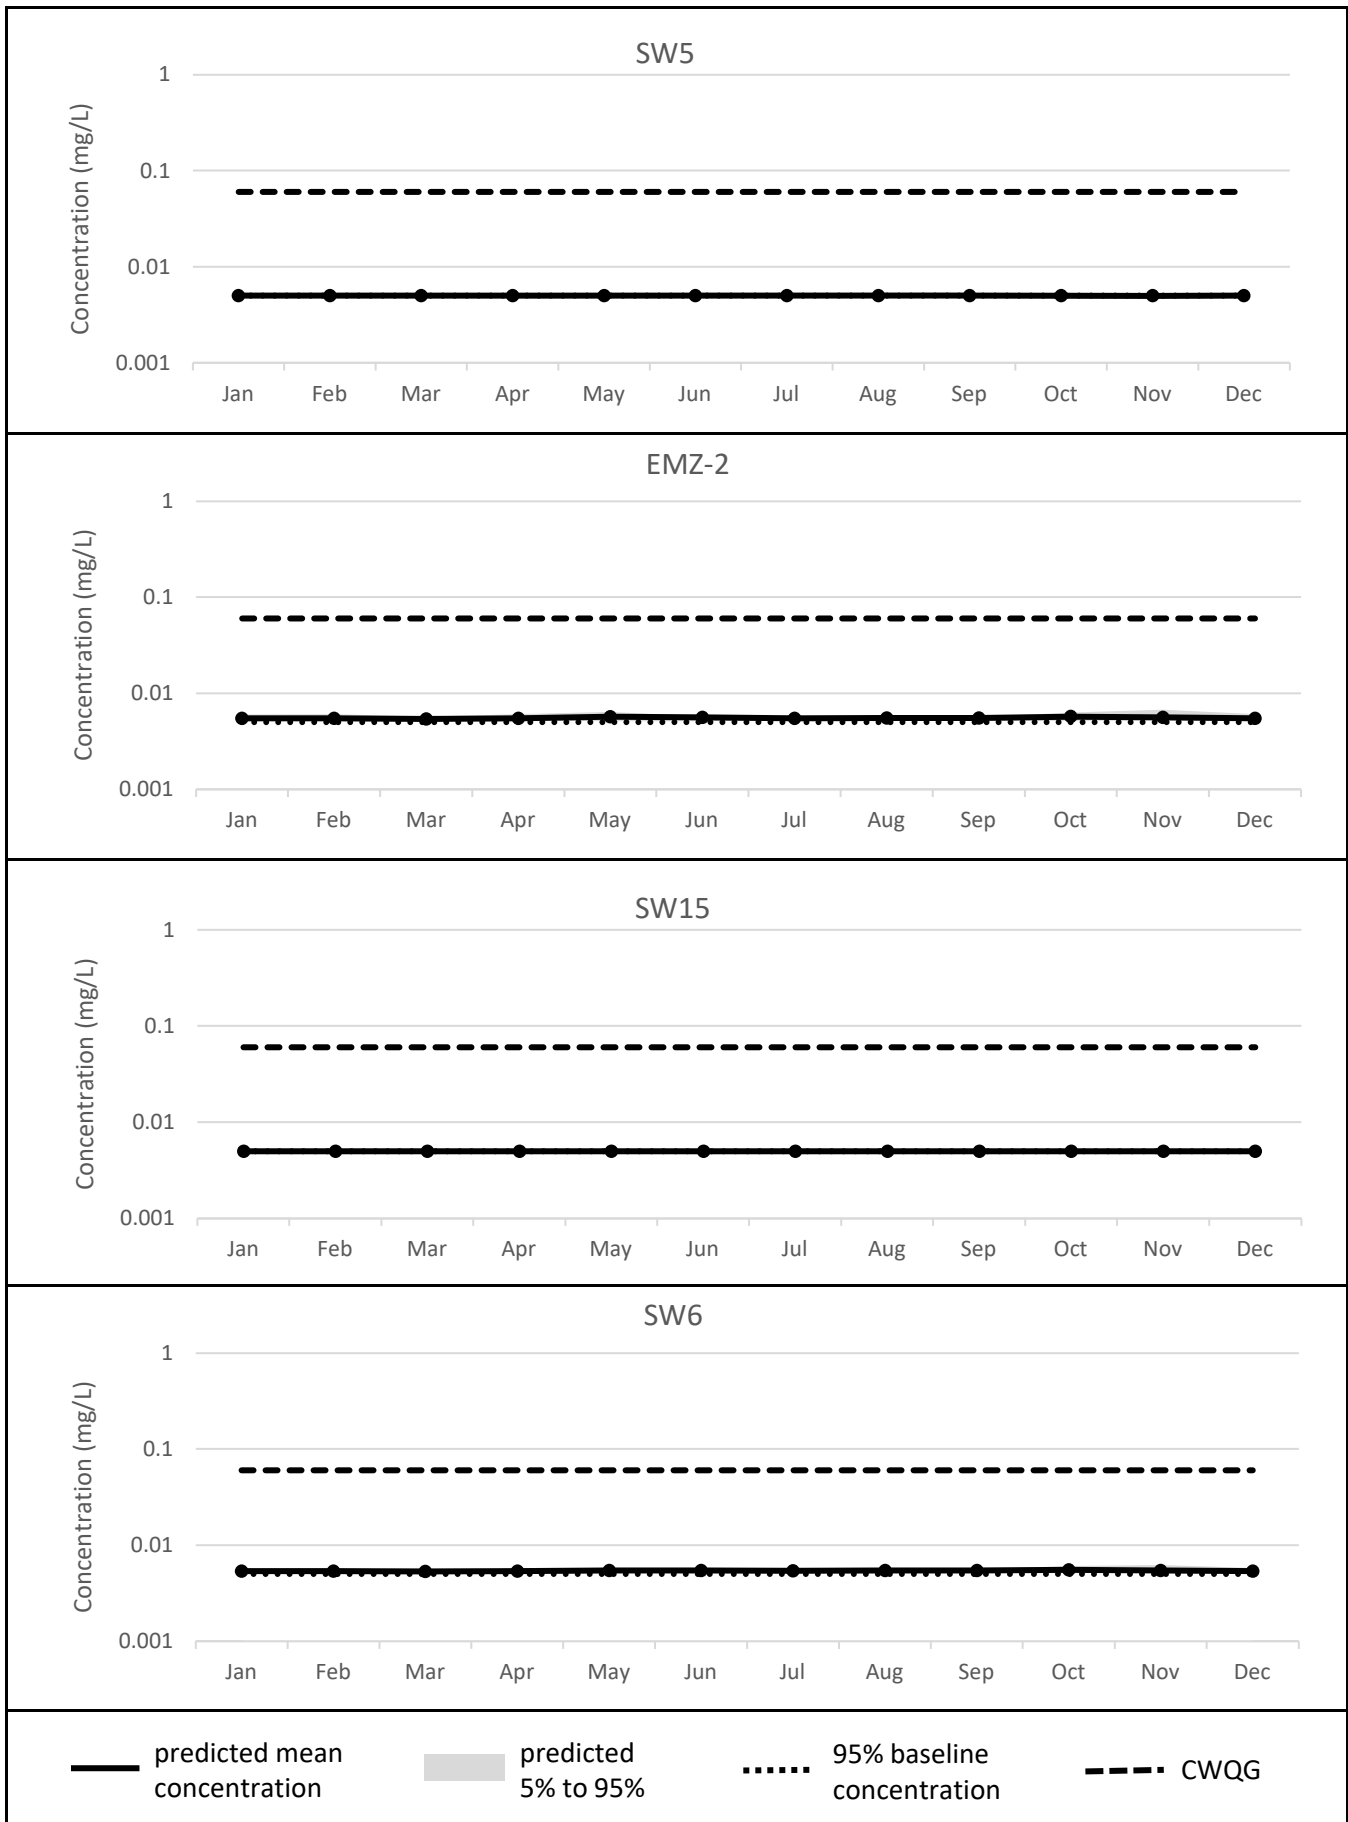 SW5
Concentration (mg/L)
1
0.1
0.01
0.001
Jan Feb Mar Apr May Jun Jul Aug Sep Oct Nov Dec
EMZ-2
Concentration (mg/L)
1
0.1
0.01
0.001
Jan Feb Mar Apr May Jun Jul Aug Sep Oct Nov Dec
SW15
Concentration (mg/L)
1
0.1
0.01
0.001
Jan Feb Mar Apr May Jun Jul Aug Sep Oct Nov Dec
SW6
Concentration (mg/L)
1
0.1
0.01
0.001
Jan Feb Mar Apr May Jun Jul Aug Sep Oct Nov Dec
predicted mean
concentration
predicted
5% to 95%
95% baseline
concentration
CWQG